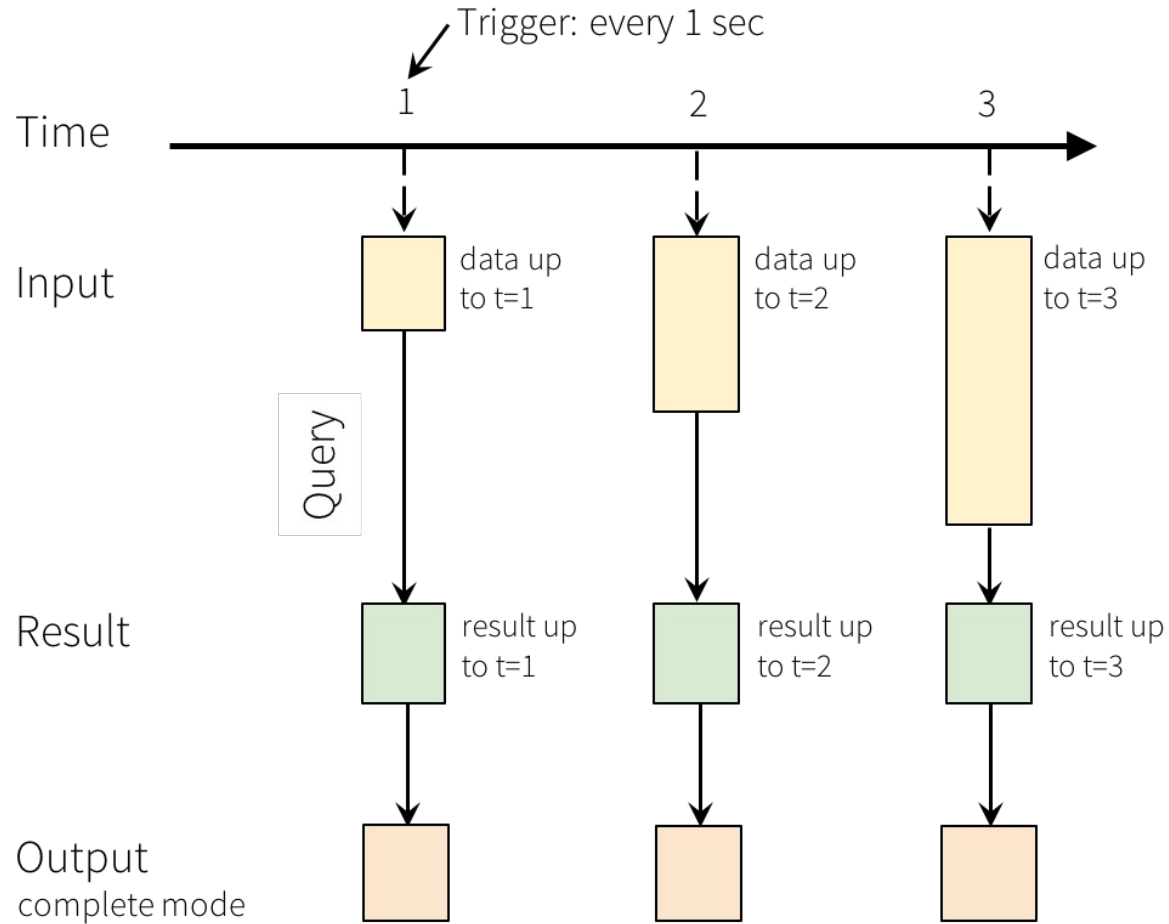 Trigger: every 1 sec
1 2 3
Time
Input
data up
to t=1
data up
to t=2
data up
to t=3
Query
Result
result up
to t=1
result up
to t=2
result up
to t=3
Output
complete mode